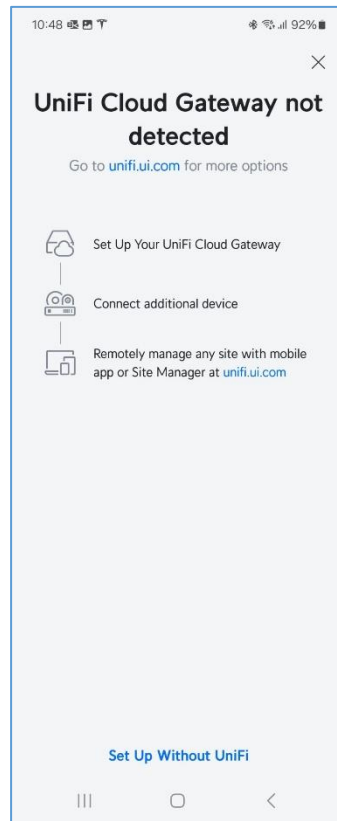 10:48
92%
UniFi Cloud Gateway not
detected
Go to unifi.ui.com for more options
Set Up Your UniFi Cloud Gateway
Connect additional device
Remotely manage any site with mobile
app or Site Manager at unifi.ui.com
Set Up Without UniFi